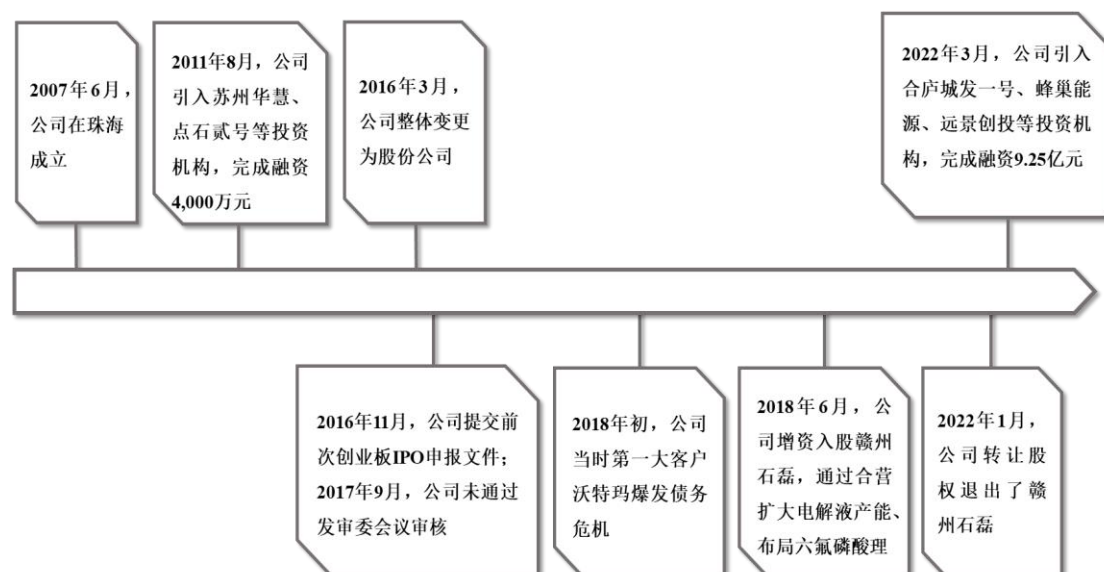 2007年6月，
公司在珠海
成立
2011年8月，公司
引入苏州华慧、
点石贰号等投资
机构，完成融资
4,000万元
2016年3月，
公司整体变更
为股份公司
2022年3月，公司引入
合庐城发一号、蜂巢能
源、远景创投等投资机
构，完成融资9.25亿元
2016年11月，公司提交前
次创业板IPO申报文件；
2017年9月，公司未通过
发审委会议审核
2018年初，公司
当时第一大客户
沃特玛爆发债务
危机
2018年6月，公
司增资入股赣州
石磊，通过合营
扩大电解液产能、
布局六氟磷酸理
2022年1月，
公司转让股
权退出了赣
州石磊